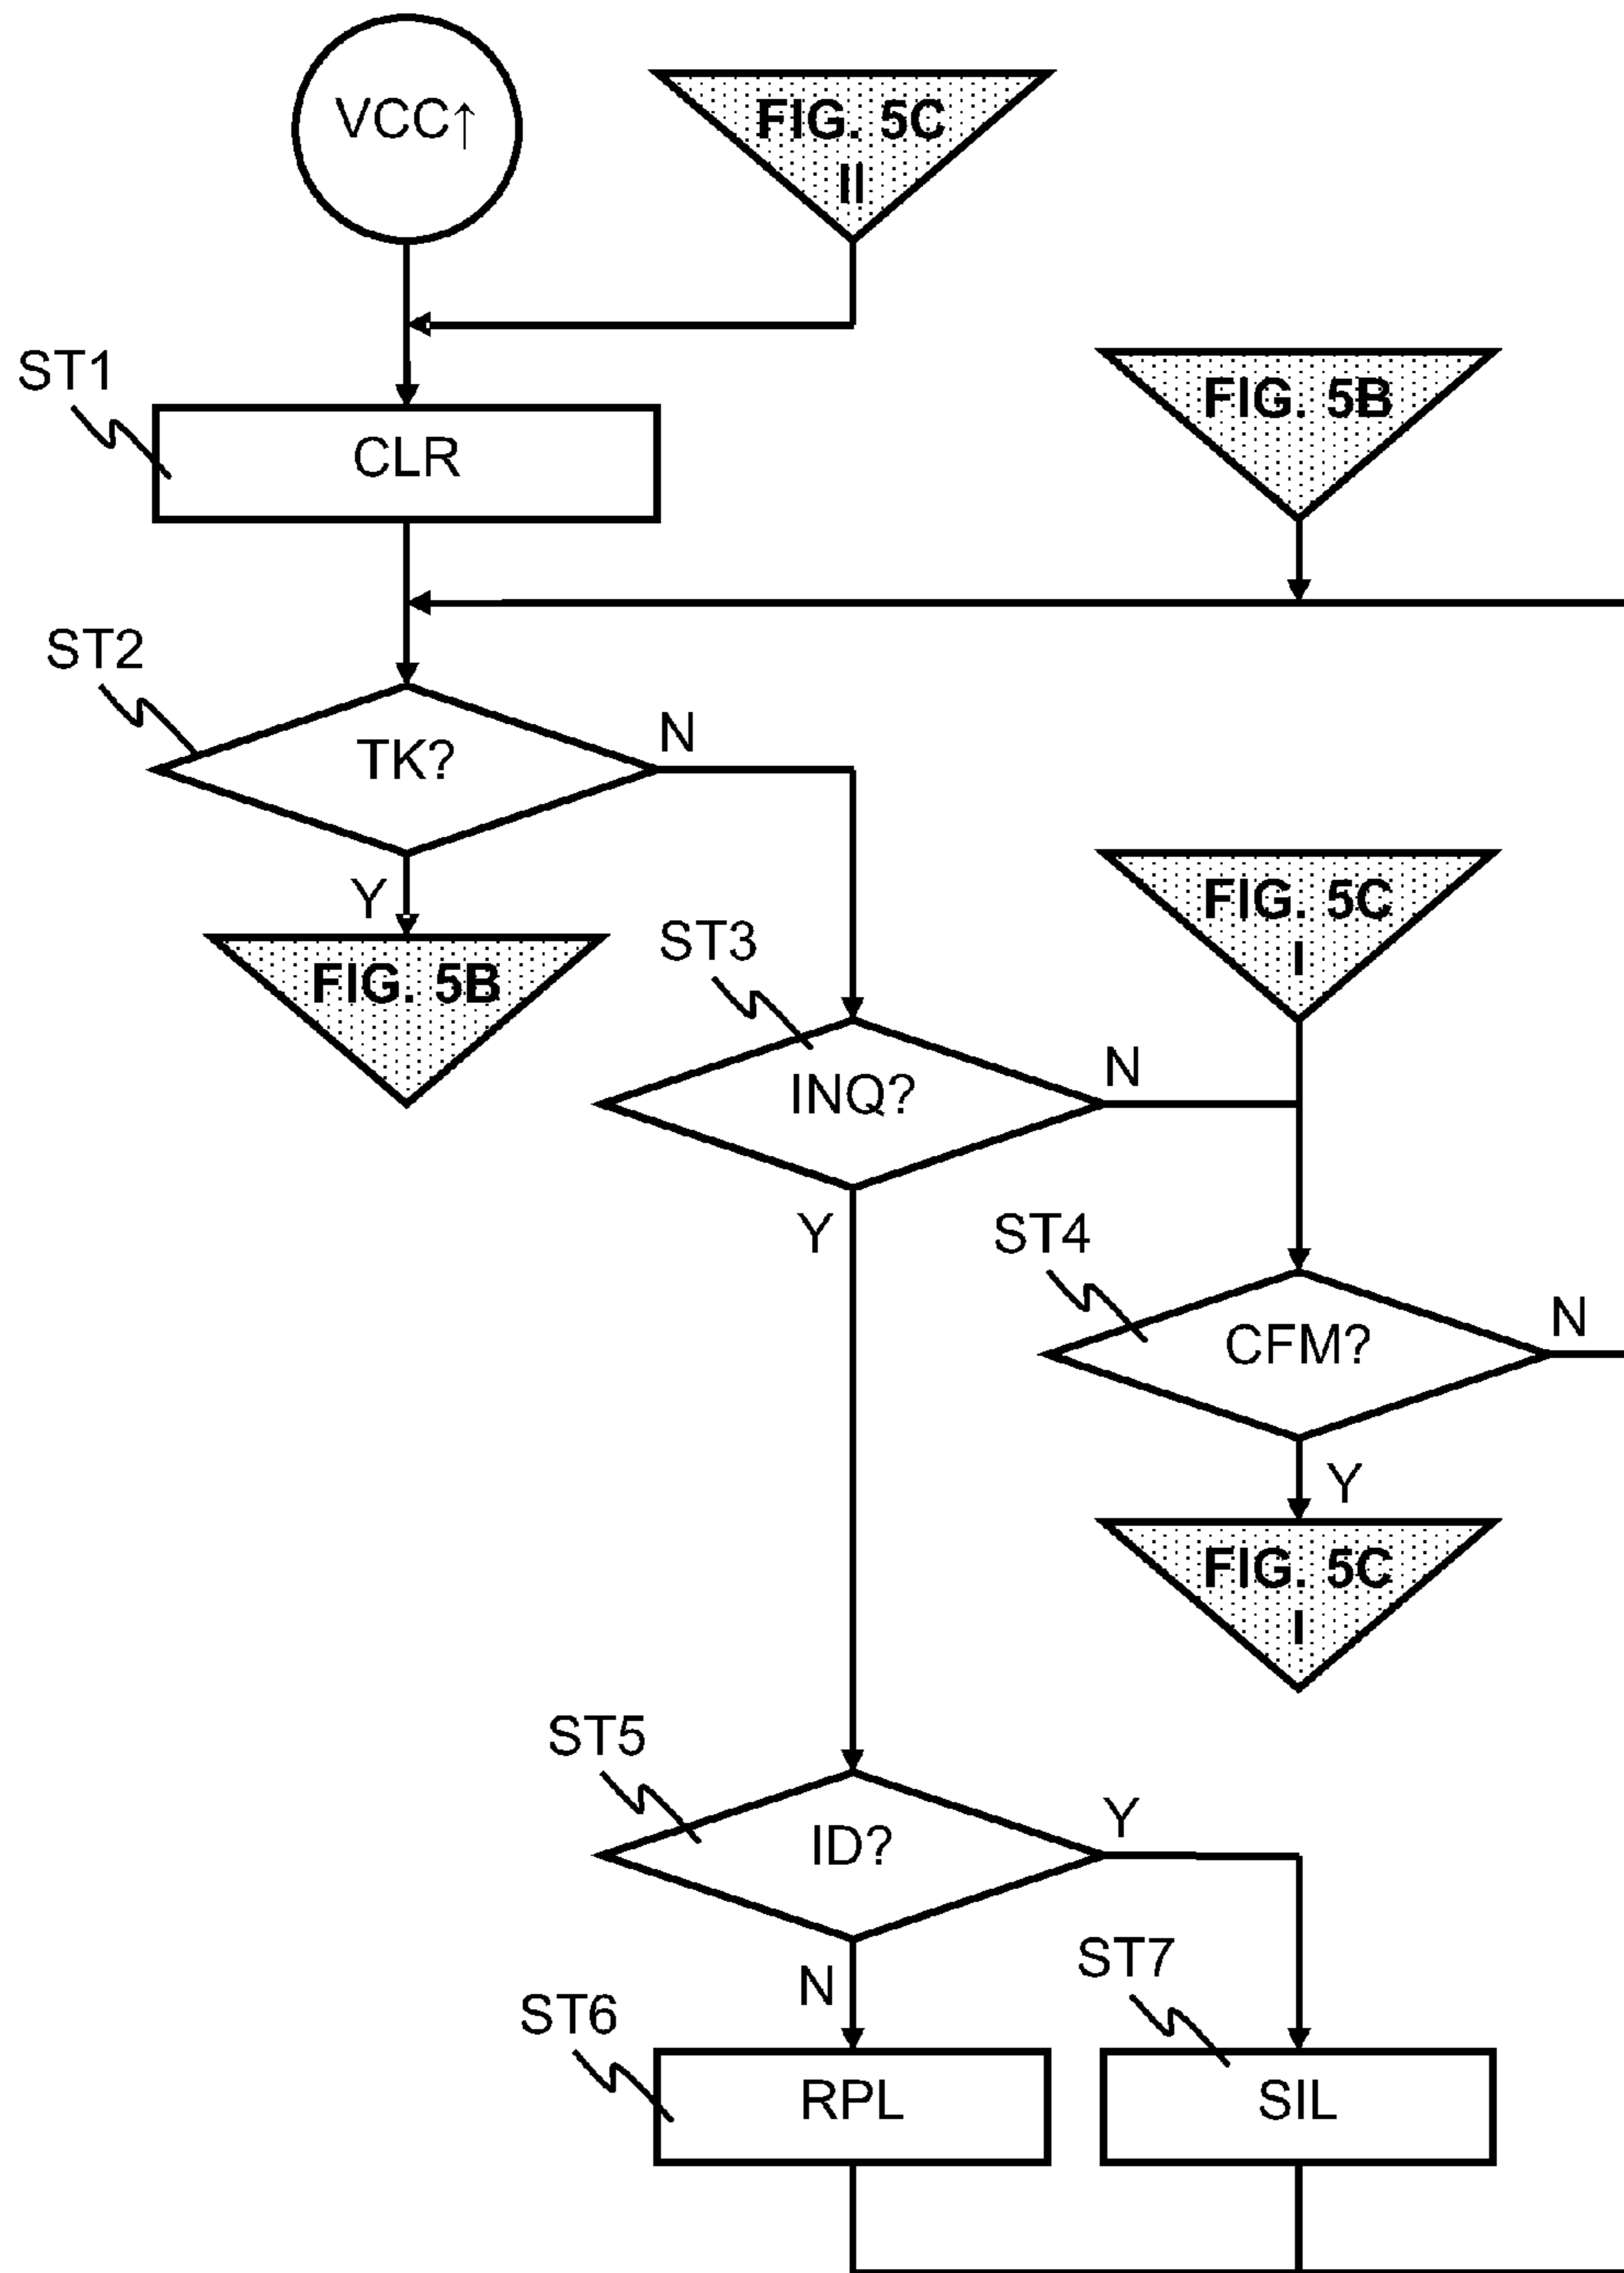 VCC↑
FIG. 5C
II
ST1
CLR
FIG. 5B
ST2
TK?
N
Y
FIG. 5B
FIG. 5C
I
ST3
INQ?
N
Y
ST4
CFM?
N
Y
FIG. 5C
I
ST5
ID?
Y
N
ST6
RPL
ST7
SIL